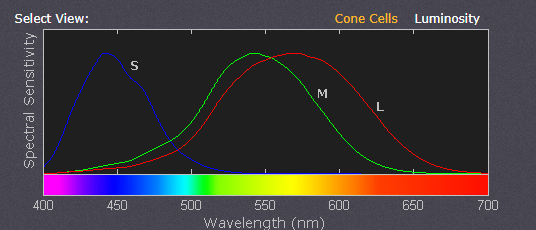 Select View: Cone Cells Luminosity
Spectral Sensitivity
S
M
L
400 450 500 550 600 650 700
Wavelength (nm)